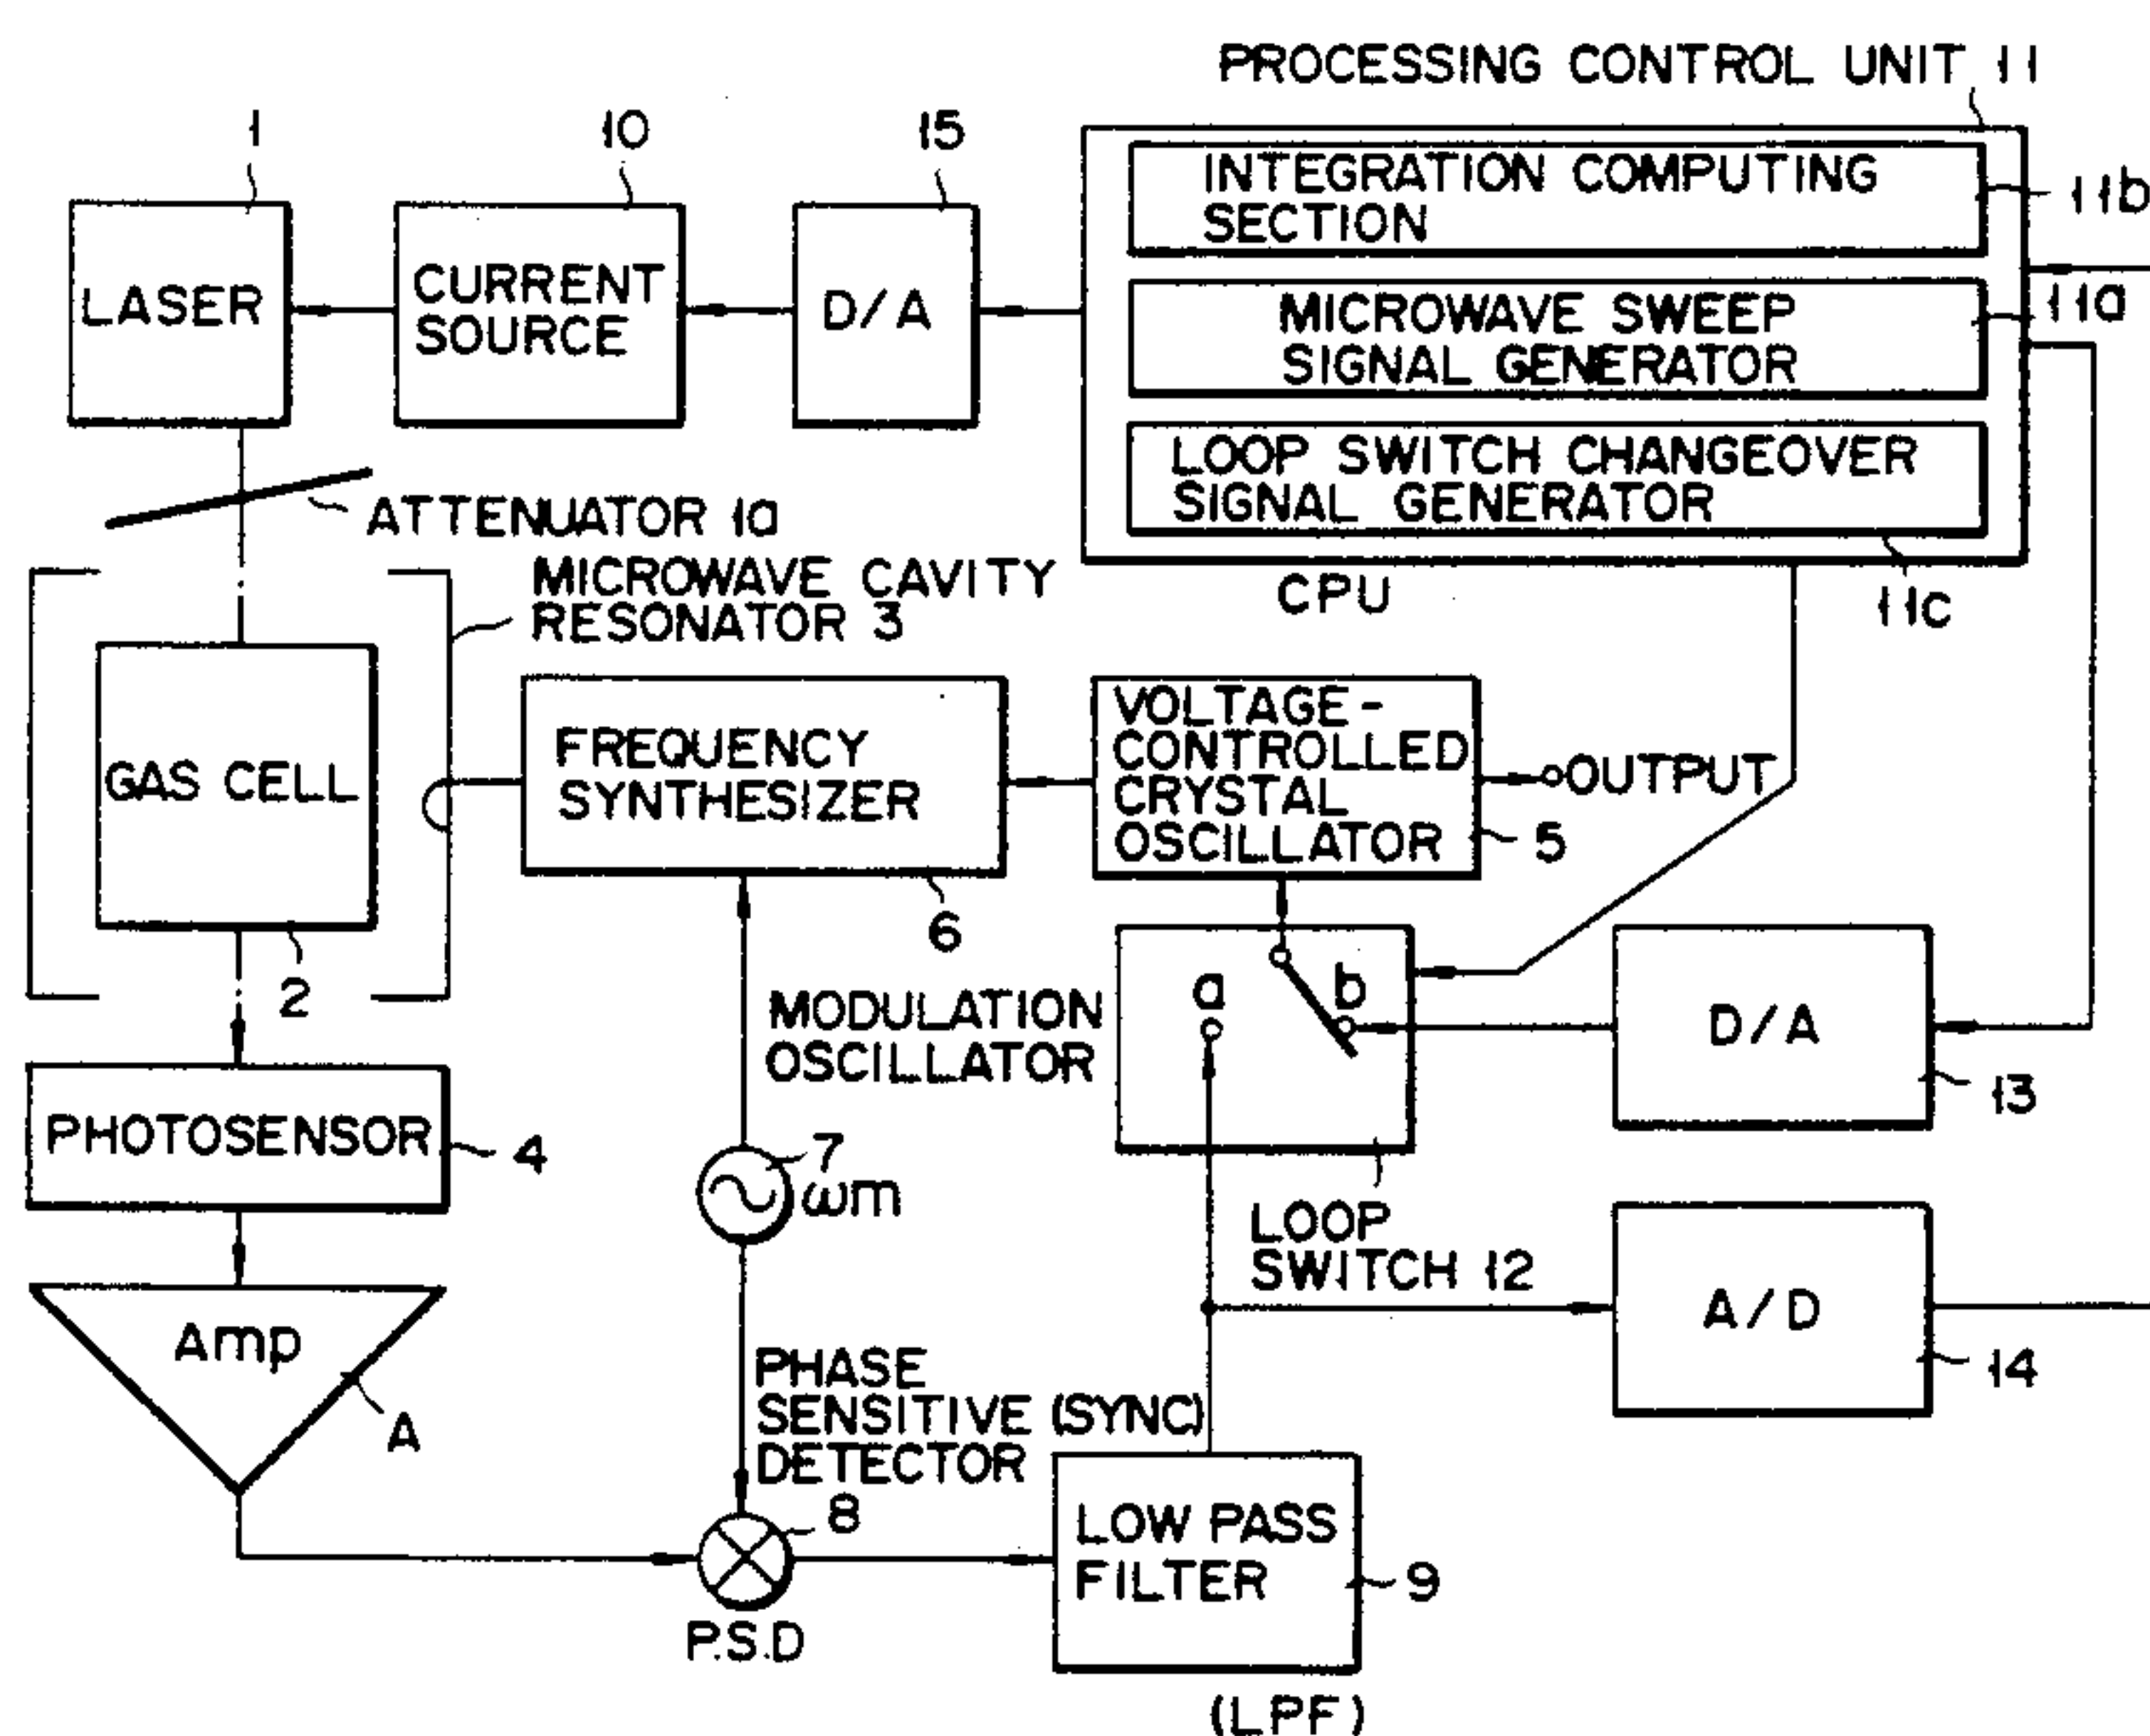 PROCESSING CONTROL UNIT 11
1
10
15
INTEGRATION COMPUTING
SECTION
11b
LASER
CURRENT
SOURCE
D/A
MICROWAVE SWEEP
SIGNAL GENERATOR
11a
LOOP SWITCH CHANGEOVER
SIGNAL GENERATOR
ATTENUATOR 1a
CPU
11c
MICROWAVE CAVITY
RESONATOR 3
GAS CELL
2
FREQUENCY
SYNTHESIZER
6
VOLTAGE-
CONTROLLED
CRYSTAL
OSCILLATOR
5
OUTPUT
MODULATION
OSCILLATOR
a
b
D/A
13
PHOTOSENSOR
4
7
ωm
LOOP
SWITCH 12
A/D
14
Amp
A
PHASE
SENSITIVE (SYNC)
DETECTOR
8
P.S.D
LOW PASS
FILTER
9
(LPF)